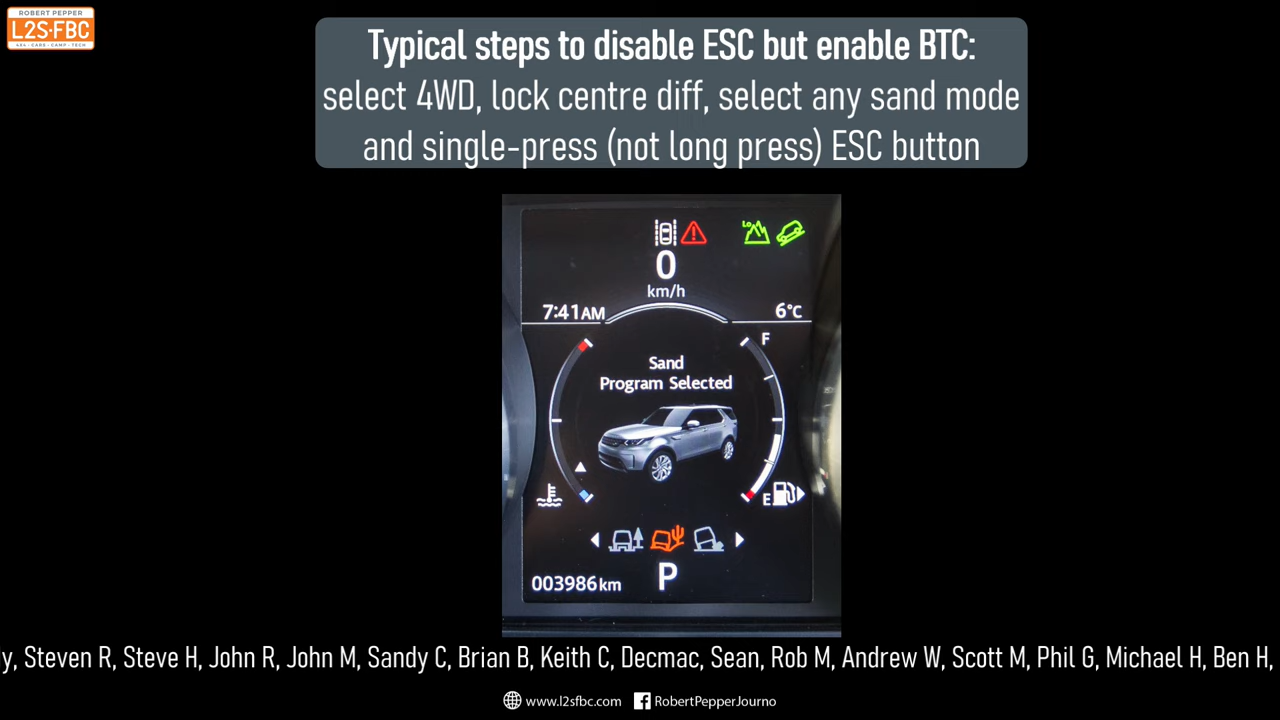 ROBERT PEPPER
L2S·FBC
4X4 - CARS - CAMP - TECH
Typical steps to disable ESC but enable BTC:
select 4WD, lock centre diff, select any sand mode
and single-press (not long press) ESC button
Lo
0
km/h
7:41AM
6°C
F
Sand
Program Selected
E
003986km
P
y, Steven R, Steve H, John R, John M, Sandy C, Brian B, Keith C, Decmac, Sean, Rob M, Andrew W, Scott M, Phil G, Michael H, Ben H,
www.l2sfbc.com
RobertPepperJourno